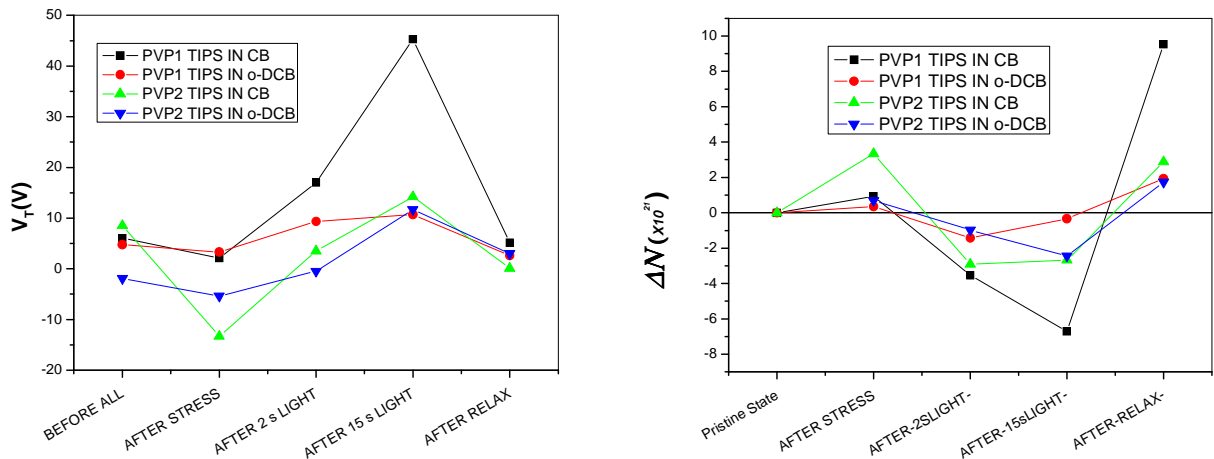 50
40
30
20
10
0
-10
-20
V_T(V)
PVP1 TIPS IN CB
PVP1 TIPS IN o-DCB
PVP2 TIPS IN CB
PVP2 TIPS IN o-DCB
BEFORE ALL
AFTER STRESS
AFTER 2 s LIGHT
AFTER 15 s LIGHT
AFTER RELAX
10
8
6
4
2
0
-2
-4
-6
-8
ΔN (x10 ²¹)
PVP1 TIPS IN CB
PVP1 TIPS IN o-DCB
PVP2 TIPS IN CB
PVP2 TIPS IN o-DCB
Pristine State
AFTER STRESS
AFTER-2SLIGHT-
AFTER-15sLIGHT-
AFTER-RELAX-